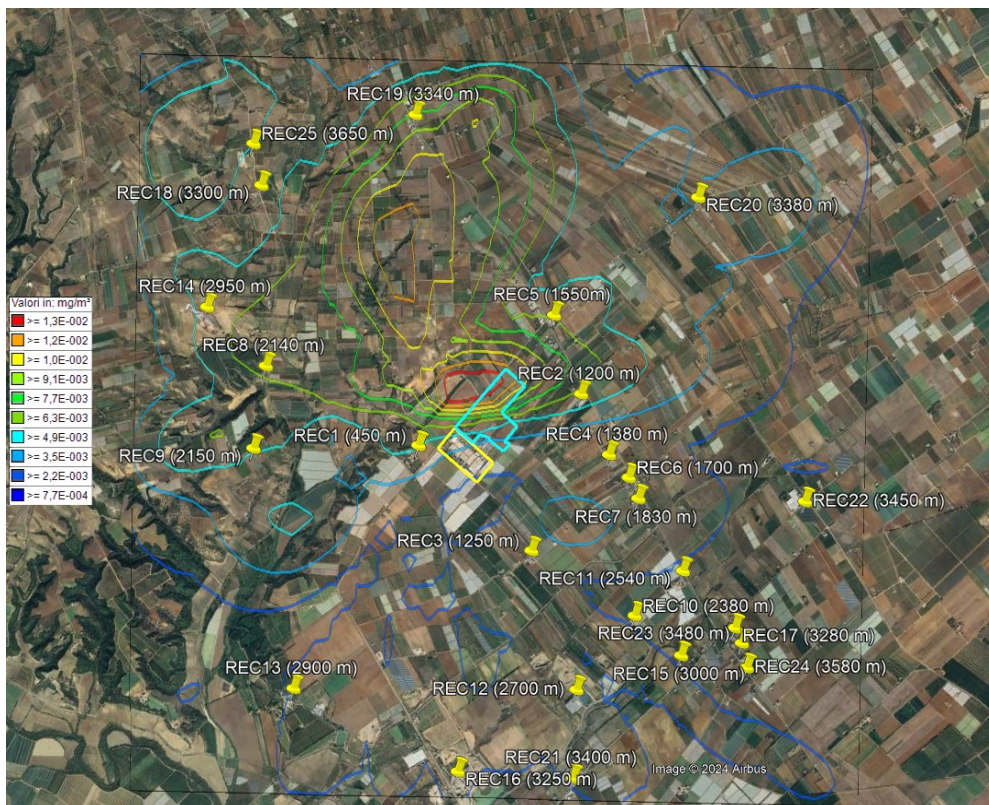 REC19 (3340 m)
REC25 (3650 m)
REC18 (3300 m)
REC20 (3380 m)
REC14 (2950 m)
REC5 (1550m)
Valori in: mg/m³
>= 1,3E-002
>= 1,2E-002
>= 1,0E-002
>= 9,1E-003
>= 7,7E-003
>= 6,3E-003
>= 4,9E-003
>= 3,5E-003
>= 2,2E-003
>= 7,7E-004
REC8 (2140 m)
REC2 (1200 m)
REC1 (450 m)
REC4 (1380 m)
REC9 (2150 m)
REC6 (1700 m)
REC22 (3450 m)
REC7 (1830 m)
REC3 (1250 m)
REC11 (2540 m)
REC10 (2380 m)
REC23 (3480 m)
REC17 (3280 m)
REC13 (2900 m)
REC15 (3000 m)
REC24 (3580 m)
REC12 (2700 m)
REC21 (3400 m)
REC16 (3250 m)
Image © 2024 Airbus